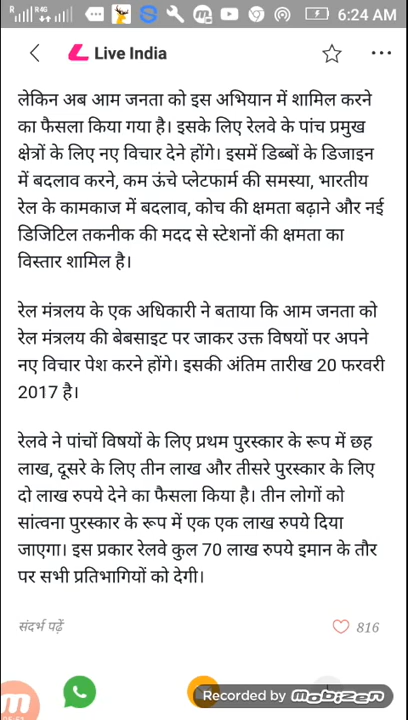 R R4G 6:24 AM
Live India
लेकिन अब आम जनता को इस अभियान में शामिल करने
का फैसला किया गया है। इसके लिए रेलवे के पांच प्रमुख
क्षेत्रों के लिए नए विचार देने होंगे। इसमें डिब्बों के डिजाइन
में बदलाव करने, कम ऊंचे प्लेटफार्म की समस्या, भारतीय
रेल के कामकाज में बदलाव, कोच की क्षमता बढ़ाने और नई
डिजिटिल तकनीक की मदद से स्टेशनों की क्षमता का
विस्तार शामिल है।
रेल मंत्रलय के एक अधिकारी ने बताया कि आम जनता को
रेल मंत्रलय की बेबसाइट पर जाकर उक्त विषयों पर अपने
नए विचार पेश करने होंगे। इसकी अंतिम तारीख 20 फरवरी
2017 है।
रेलवे ने पांचों विषयों के लिए प्रथम पुरस्कार के रूप में छह
लाख, दूसरे के लिए तीन लाख और तीसरे पुरस्कार के लिए
दो लाख रुपये देने का फैसला किया है। तीन लोगों को
सांत्वना पुरस्कार के रूप में एक एक लाख रुपये दिया
जाएगा। इस प्रकार रेलवे कुल 70 लाख रुपये इमान के तौर
पर सभी प्रतिभागियों को देगी।
संदर्भ पढ़ें 816
Recorded by mobizen